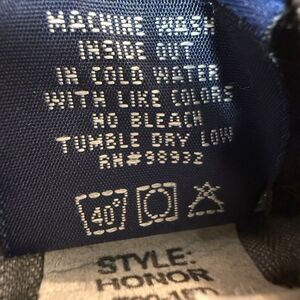 MACHINE WASH
INSIDE OUT
IN COLD WATER
WITH LIKE COLORS
NO BLEACH
TUMBLE DRY LOW
RN#38932
40°
STYLE:
HONOR